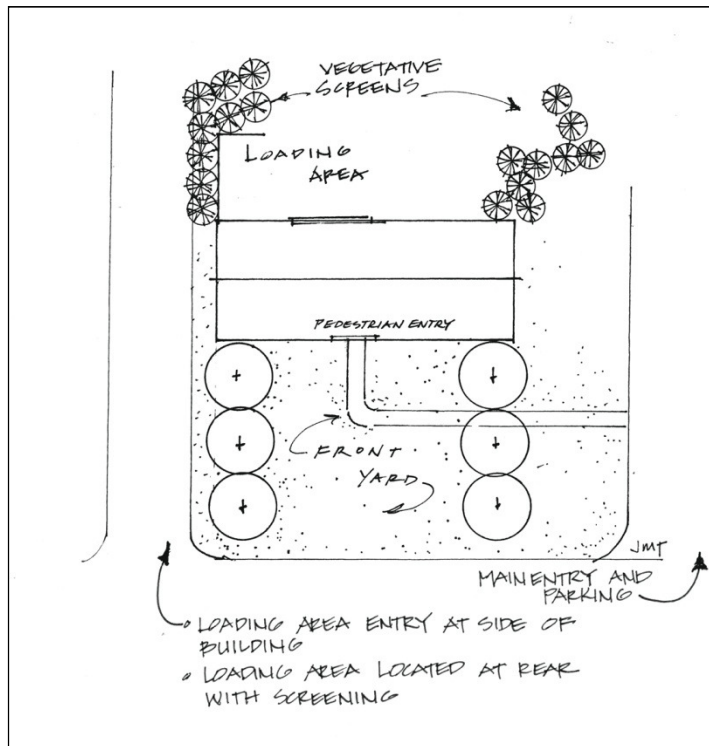 VEGETATIVE
SCREENS
LOADING
AREA
PEDESTRIAN ENTRY
FRONT
YARD
JMT
MAIN ENTRY AND
PARKING
• LOADING AREA ENTRY AT SIDE OF
BUILDING
• LOADING AREA LOCATED AT REAR
WITH SCREENING